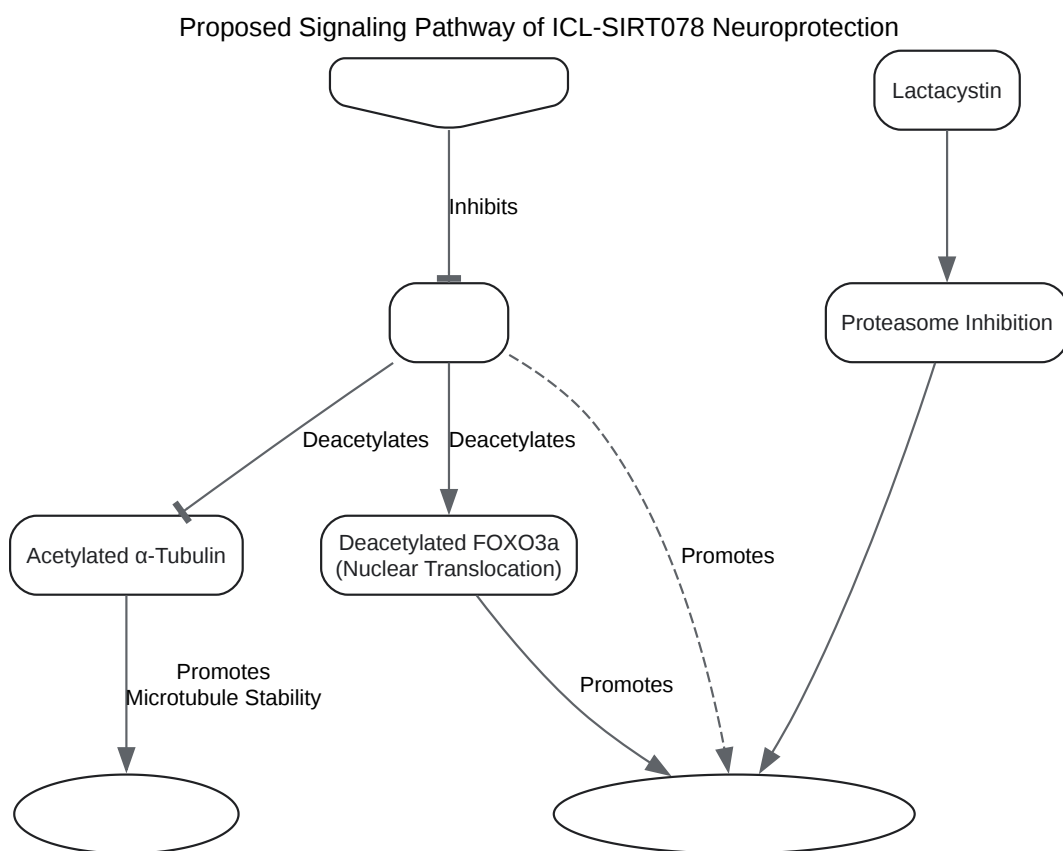 Proposed Signaling Pathway of ICL-SIRT078 Neuroprotection
Lactacystin
Inhibits
Proteasome Inhibition
Deacetylates
Deacetylates
Acetylated α-Tubulin
Deacetylated FOXO3a
(Nuclear Translocation)
Promotes
Promotes
Microtubule Stability
Promotes